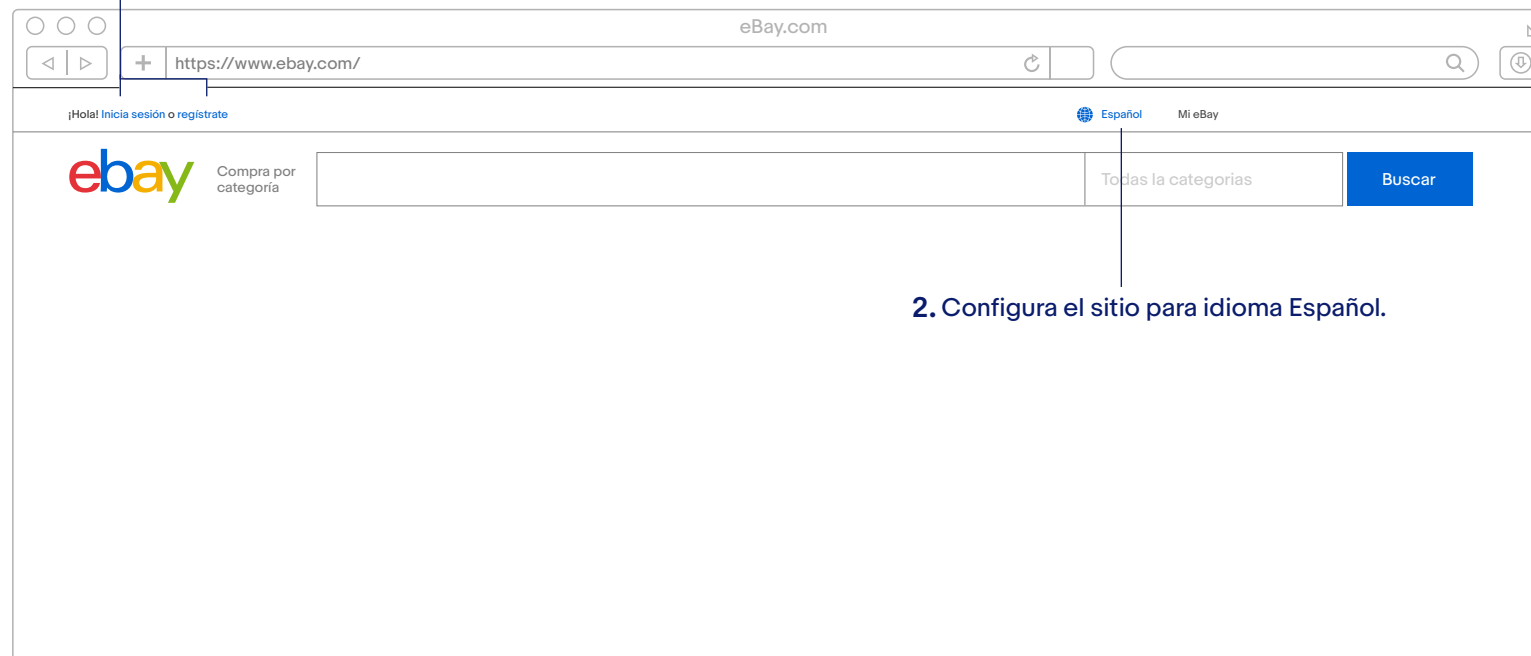 eBay.com
https://www.ebay.com/
¡Hola! Inicia sesión o regístrate
Español
Mi eBay
ebay
Compra por
categoría
Todas la categorias
Buscar
2. Configura el sitio para idioma Español.